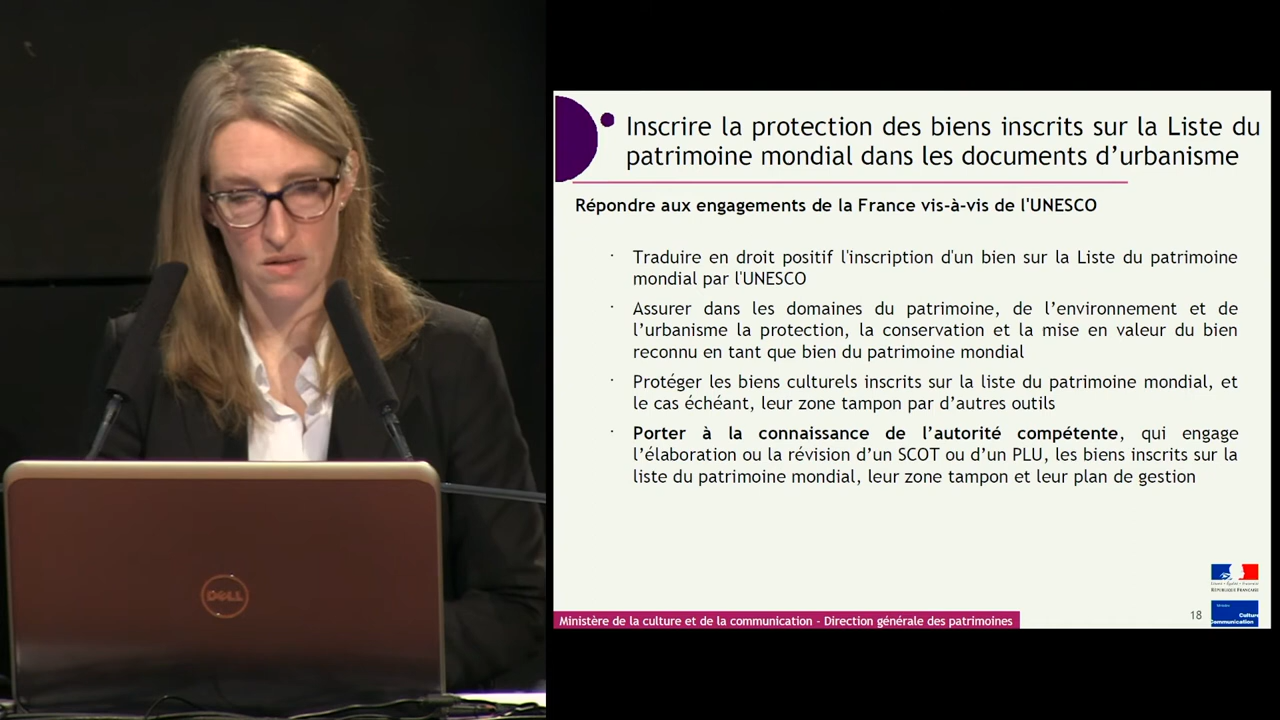 Inscrire la protection des biens inscrits sur la Liste du
patrimoine mondial dans les documents d’urbanisme
Répondre aux engagements de la France vis-à-vis de l'UNESCO
· Traduire en droit positif l'inscription d'un bien sur la Liste du patrimoine
mondial par l'UNESCO
· Assurer dans les domaines du patrimoine, de l’environnement et de
l’urbanisme la protection, la conservation et la mise en valeur du bien
reconnu en tant que bien du patrimoine mondial
· Protéger les biens culturels inscrits sur la liste du patrimoine mondial, et
le cas échéant, leur zone tampon par d’autres outils
· Porter à la connaissance de l’autorité compétente, qui engage
l’élaboration ou la révision d’un SCOT ou d’un PLU, les biens inscrits sur la
liste du patrimoine mondial, leur zone tampon et leur plan de gestion
Liberté • Égalité • Fraternité
RÉPUBLIQUE FRANÇAISE
Culture
Communication
18
Ministère de la culture et de la communication - Direction générale des patrimoines
DELL